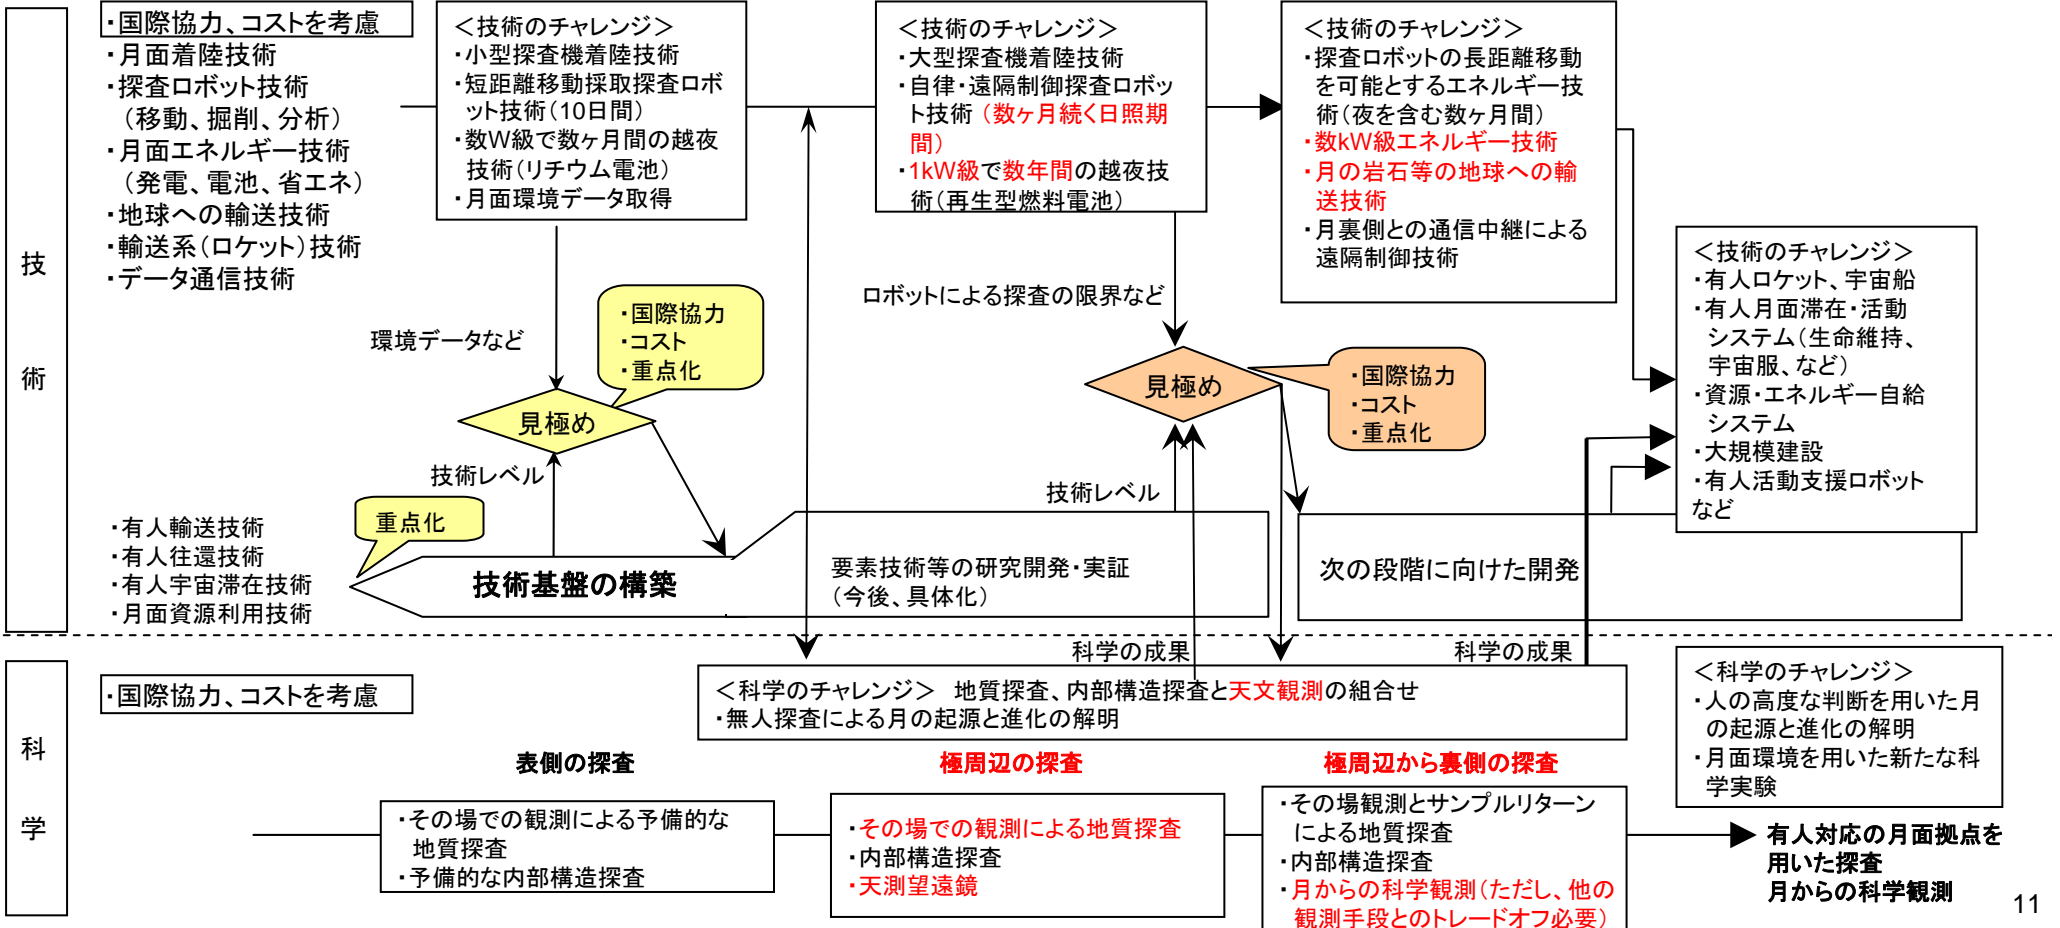 技
術
・国際協力、コストを考慮
・月面着陸技術
・探査ロボット技術
（移動、掘削、分析）
・月面エネルギー技術
（発電、電池、省エネ）
・地球への輸送技術
・輸送系（ロケット）技術
・データ通信技術
＜技術のチャレンジ＞
・小型探査機着陸技術
・短距離移動採取探査ロボ
ット技術（10日間）
・数W級で数ヶ月間の越夜
技術（リチウム電池）
・月面環境データ取得
＜技術のチャレンジ＞
・大型探査機着陸技術
・自律・遠隔制御探査ロボッ
ト技術（数ヶ月続く日照期
間）
・1kW級で数年間の越夜技
術（再生型燃料電池）
＜技術のチャレンジ＞
・探査ロボットの長距離移動
を可能とするエネルギー技
術（夜を含む数ヶ月間）
・数kW級エネルギー技術
・月の岩石等の地球への輸
送技術
・月裏側との通信中継による
遠隔制御技術
＜技術のチャレンジ＞
・有人ロケット、宇宙船
・有人月面滞在・活動
システム（生命維持、
宇宙服、など）
・資源・エネルギー自給
システム
・大規模建設
・有人活動支援ロボット
など
環境データなど
・国際協力
・コスト
・重点化
見極め
技術レベル
重点化
ロボットによる探査の限界など
見極め
・国際協力
・コスト
・重点化
技術レベル
・有人輸送技術
・有人往還技術
・有人宇宙滞在技術
・月面資源利用技術
技術基盤の構築
要素技術等の研究開発・実証
（今後、具体化）
次の段階に向けた開発
科
学
・国際協力、コストを考慮
科学の成果
科学の成果
＜科学のチャレンジ＞　地質探査、内部構造探査と天文観測の組合せ
・無人探査による月の起源と進化の解明
＜科学のチャレンジ＞
・人の高度な判断を用いた月
の起源と進化の解明
・月面環境を用いた新たな科
学実験
表側の探査
極周辺の探査
極周辺から裏側の探査
・その場での観測による予備的な
地質探査
・予備的な内部構造探査
・その場での観測による地質探査
・内部構造探査
・天測望遠鏡
・その場観測とサンプルリターン
による地質探査
・内部構造探査
・月からの科学観測（ただし、他の
観測手段とのトレードオフ必要）
有人対応の月面拠点を
用いた探査
月からの科学観測
11